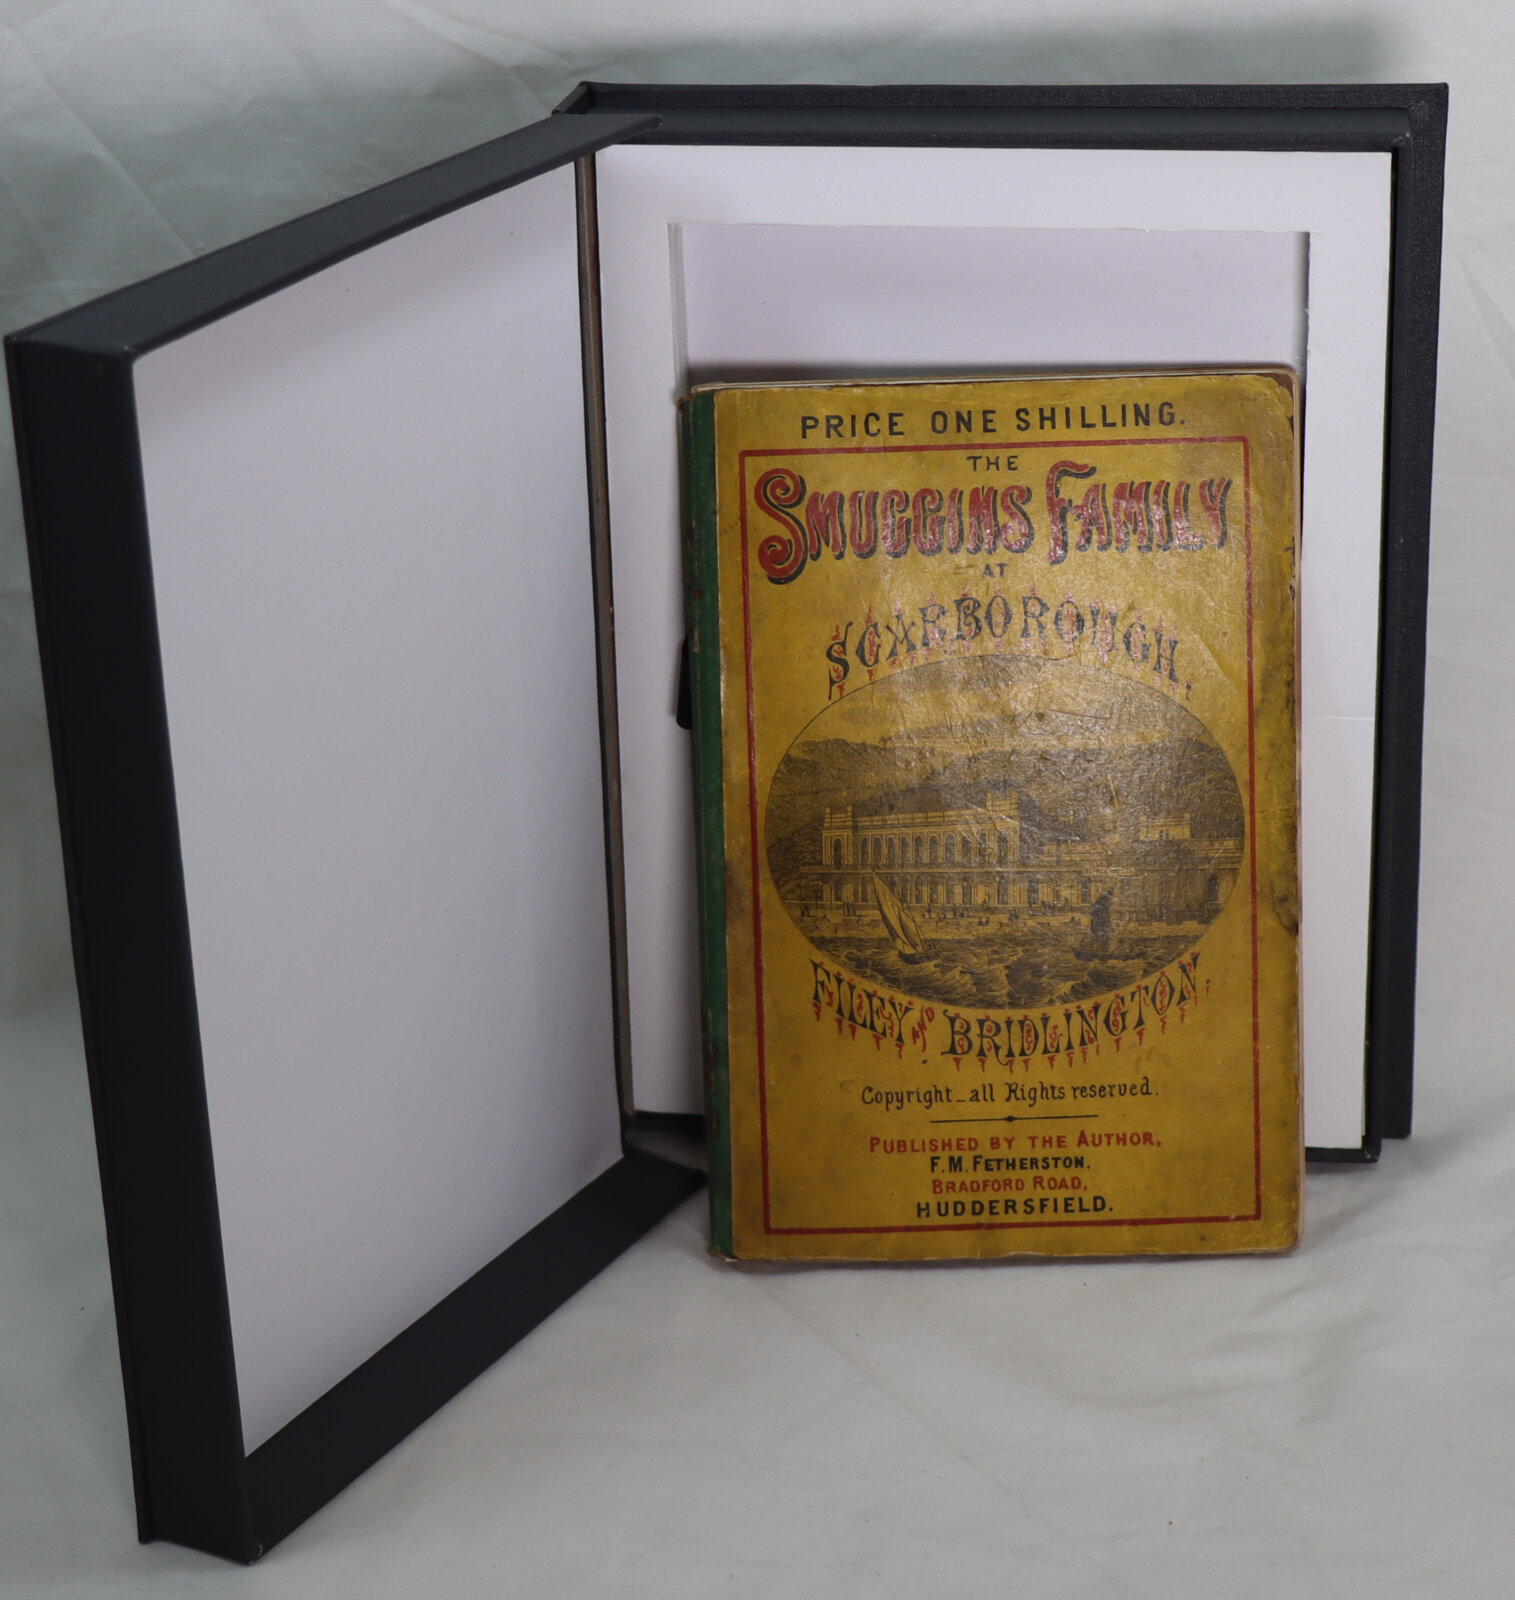 PRICE ONE SHILLING.
THE
SMUGGINS FAMILY
AT
SCARBOROUGH,
FILEY AND BRIDLINGTON.
Copyright_all Rights reserved.
PUBLISHED BY THE AUTHOR,
F.M. FETHERSTON.
BRADFORD ROAD,
HUDDERSFIELD.